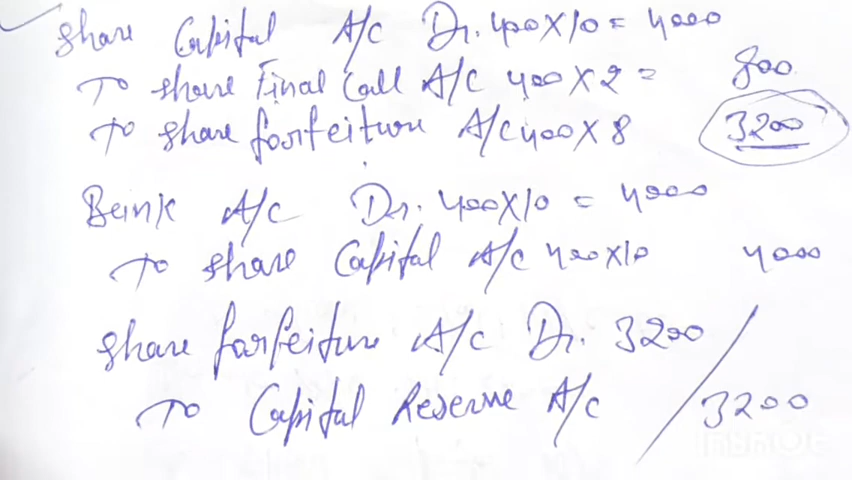 Share Capital A/c Dr. 400X10= 4000
To share Final Call A/c 400X2= 800
To share forfeiture A/c 400X8 3200
Bank A/c Dr. 400X10 = 4000
To share Capital A/c 400X10 4000
share forfeiture A/c Dr. 3200
To Capital Reserve A/c 3200